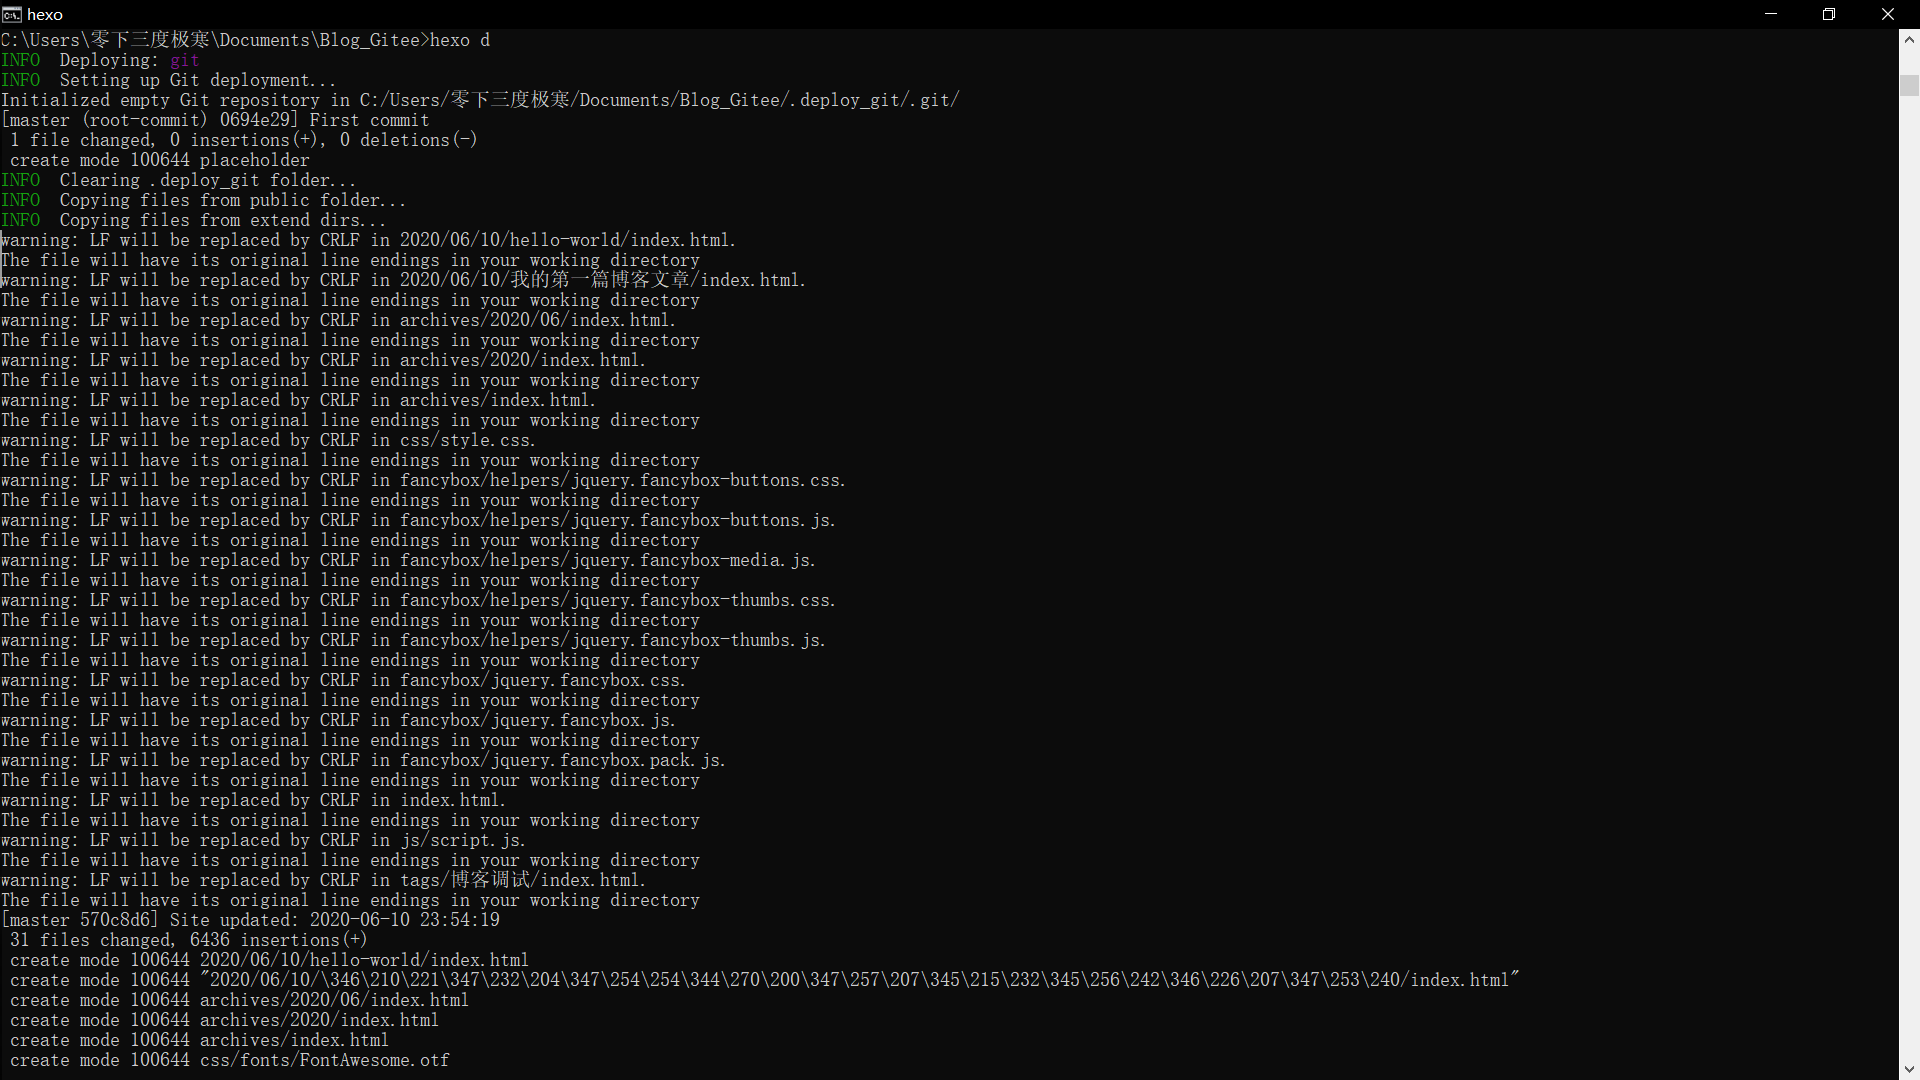 hexo
C:\Users\零下三度极寒\Documents\Blog_Gitee>hexo d
INFO  Deploying: git
INFO  Setting up Git deployment...
Initialized empty Git repository in C:/Users/零下三度极寒/Documents/Blog_Gitee/.deploy_git/.git/
[master (root-commit) 0694e29] First commit
 1 file changed, 0 insertions(+), 0 deletions(-)
 create mode 100644 placeholder
INFO  Clearing .deploy_git folder...
INFO  Copying files from public folder...
INFO  Copying files from extend dirs...
warning: LF will be replaced by CRLF in 2020/06/10/hello-world/index.html.
The file will have its original line endings in your working directory
warning: LF will be replaced by CRLF in 2020/06/10/我的第一篇博客文章/index.html.
The file will have its original line endings in your working directory
warning: LF will be replaced by CRLF in archives/2020/06/index.html.
The file will have its original line endings in your working directory
warning: LF will be replaced by CRLF in archives/2020/index.html.
The file will have its original line endings in your working directory
warning: LF will be replaced by CRLF in archives/index.html.
The file will have its original line endings in your working directory
warning: LF will be replaced by CRLF in css/style.css.
The file will have its original line endings in your working directory
warning: LF will be replaced by CRLF in fancybox/helpers/jquery.fancybox-buttons.css.
The file will have its original line endings in your working directory
warning: LF will be replaced by CRLF in fancybox/helpers/jquery.fancybox-buttons.js.
The file will have its original line endings in your working directory
warning: LF will be replaced by CRLF in fancybox/helpers/jquery.fancybox-media.js.
The file will have its original line endings in your working directory
warning: LF will be replaced by CRLF in fancybox/helpers/jquery.fancybox-thumbs.css.
The file will have its original line endings in your working directory
warning: LF will be replaced by CRLF in fancybox/helpers/jquery.fancybox-thumbs.js.
The file will have its original line endings in your working directory
warning: LF will be replaced by CRLF in fancybox/jquery.fancybox.css.
The file will have its original line endings in your working directory
warning: LF will be replaced by CRLF in fancybox/jquery.fancybox.js.
The file will have its original line endings in your working directory
warning: LF will be replaced by CRLF in fancybox/jquery.fancybox.pack.js.
The file will have its original line endings in your working directory
warning: LF will be replaced by CRLF in index.html.
The file will have its original line endings in your working directory
warning: LF will be replaced by CRLF in js/script.js.
The file will have its original line endings in your working directory
warning: LF will be replaced by CRLF in tags/博客调试/index.html.
The file will have its original line endings in your working directory
[master 570c8d6] Site updated: 2020-06-10 23:54:19
 31 files changed, 6436 insertions(+)
 create mode 100644 2020/06/10/hello-world/index.html
 create mode 100644 "2020/06/10/\346\210\221\347\232\204\347\254\254\344\270\200\347\257\207\345\215\232\345\256\242\346\226\207\347\253\240/index.html"
 create mode 100644 archives/2020/06/index.html
 create mode 100644 archives/2020/index.html
 create mode 100644 archives/index.html
 create mode 100644 css/fonts/FontAwesome.otf